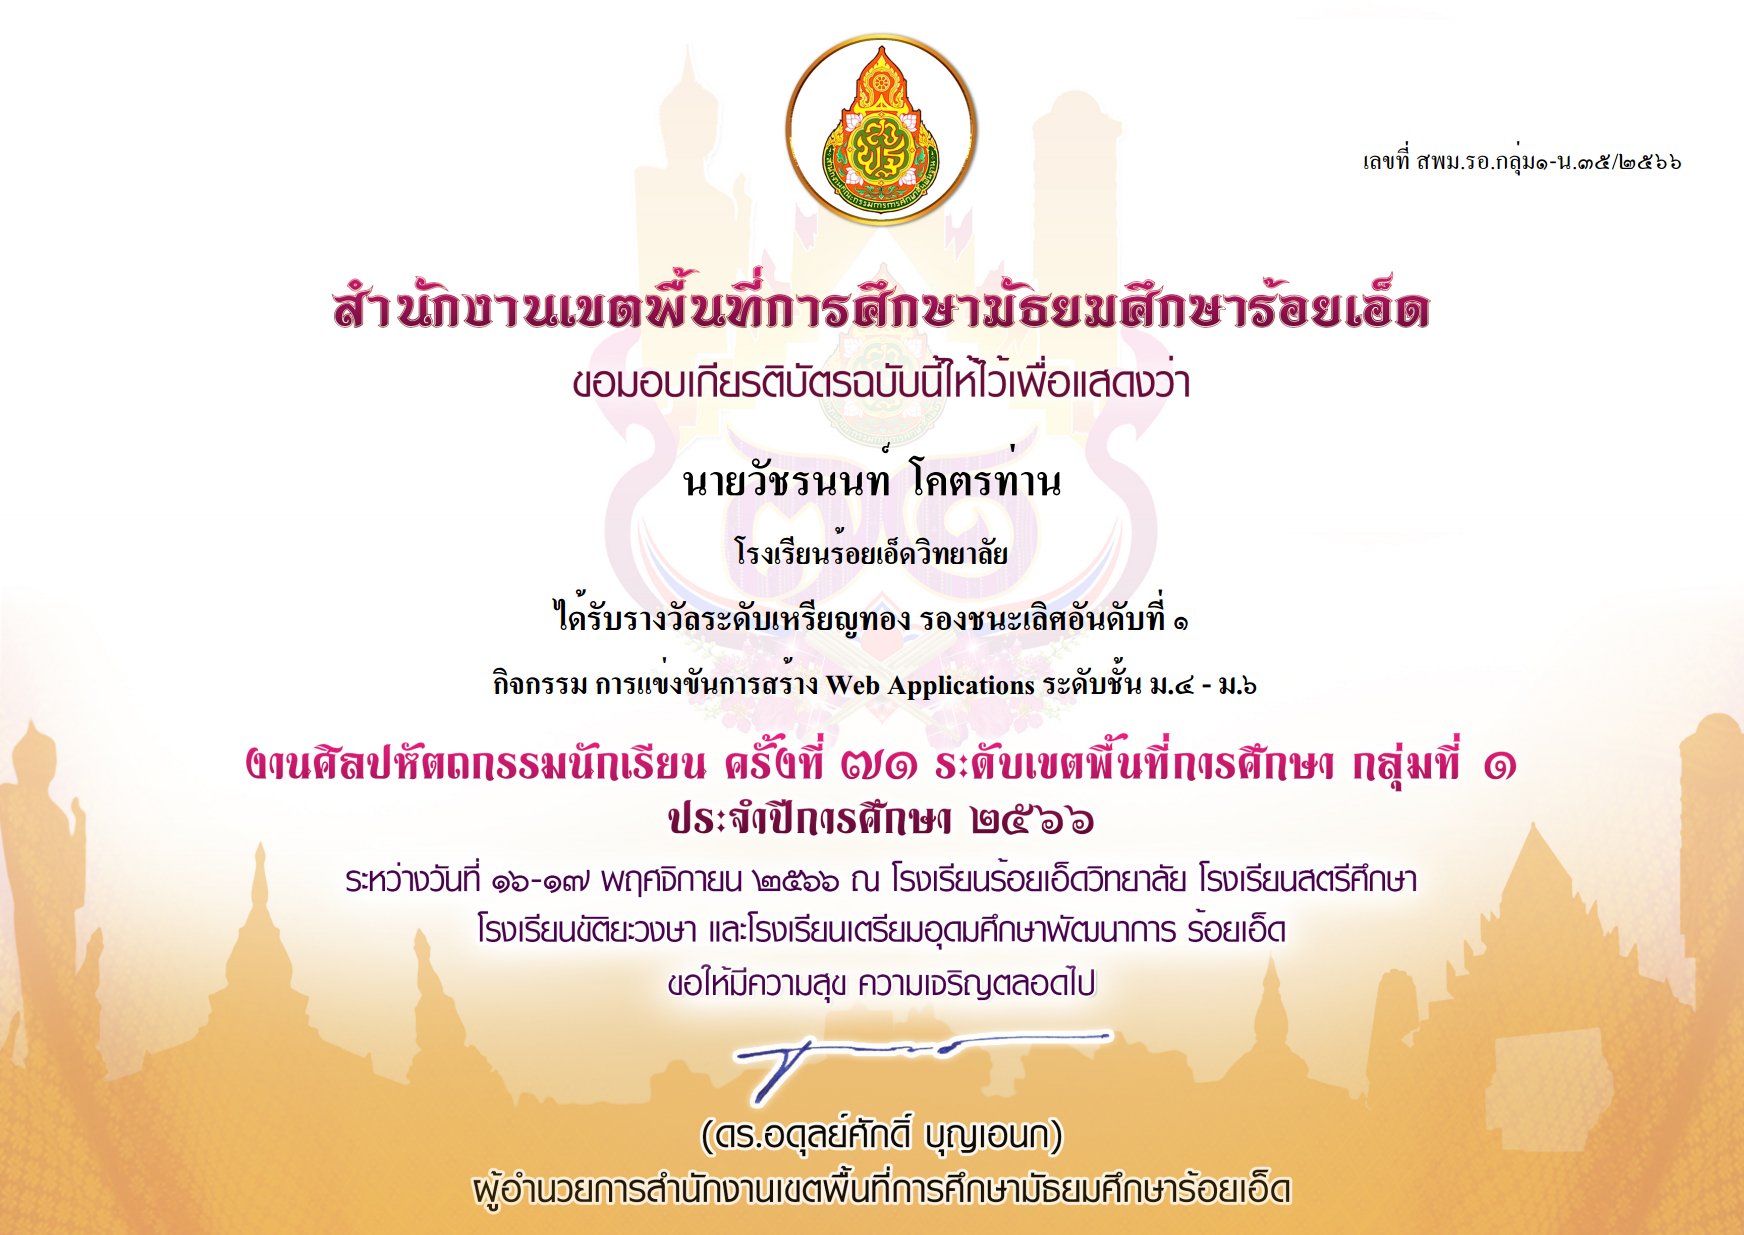 เลขที่ สพม.รอ.กลุ่ม๑-น.๓๕/๒๕๖๖
สำนักงานเขตพื้นที่การศึกษามัธยมศึกษาร้อยเอ็ด
ขอมอบเกียรติบัตรฉบับนี้ให้ไว้เพื่อแสดงว่า
นายวัชรนนท์ โคตรท่าน
โรงเรียนร้อยเอ็ดวิทยาลัย
ได้รับรางวัลระดับเหรียญทอง รองชนะเลิศอันดับที่ ๑
กิจกรรม การแข่งขันการสร้าง Web Applications ระดับชั้น ม.๔ - ม.๖
งานศิลปหัตถกรรมนักเรียน ครั้งที่ ๗๑ ระดับเขตพื้นที่การศึกษา กลุ่มที่ ๑
ประจำปีการศึกษา ๒๕๖๖
ระหว่างวันที่ ๑๖-๑๗ พฤศจิกายน ๒๕๖๖ ณ โรงเรียนร้อยเอ็ดวิทยาลัย โรงเรียนสตรีศึกษา
โรงเรียนขัติยะวงษา และโรงเรียนเตรียมอุดมศึกษาพัฒนาการ ร้อยเอ็ด
ขอให้มีความสุข ความเจริญตลอดไป
(ดร.อดุลย์ศักดิ์ บุญเอนก)
ผู้อำนวยการสำนักงานเขตพื้นที่การศึกษามัธยมศึกษาร้อยเอ็ด